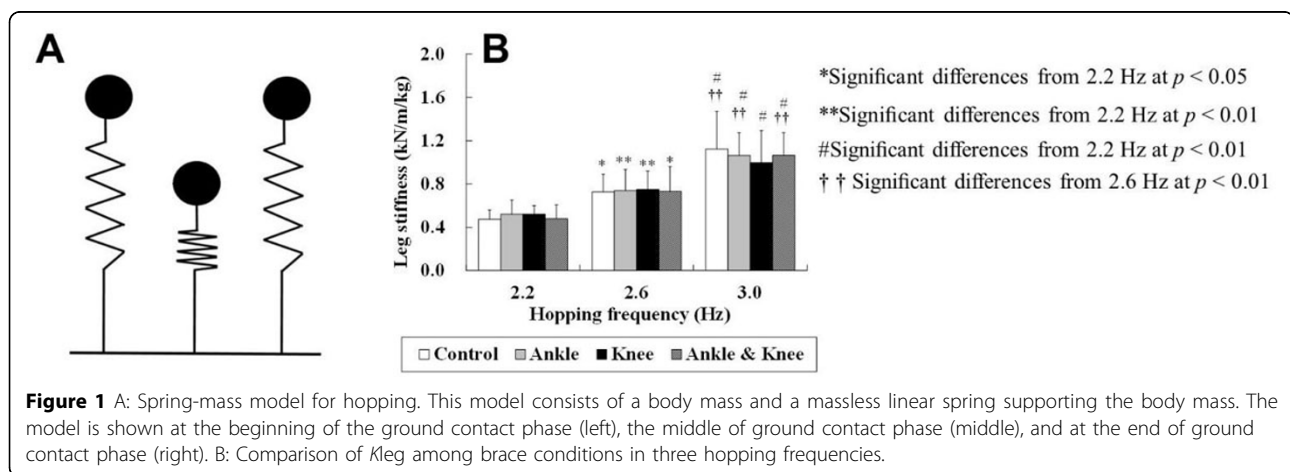 A
B
Leg stiffness (kN/m/kg)
2.0
1.6
1.2
0.8
0.4
0.0
* ** ** *
# # # #
†† †† ††
2.2 2.6 3.0
Hopping frequency (Hz)
Control Ankle Knee Ankle & Knee
*Significant differences from 2.2 Hz at p < 0.05
**Significant differences from 2.2 Hz at p < 0.01
#Significant differences from 2.2 Hz at p < 0.01
† † Significant differences from 2.6 Hz at p < 0.01
Figure 1 A: Spring-mass model for hopping. This model consists of a body mass and a massless linear spring supporting the body mass. The
model is shown at the beginning of the ground contact phase (left), the middle of ground contact phase (middle), and at the end of ground
contact phase (right). B: Comparison of Kleg among brace conditions in three hopping frequencies.